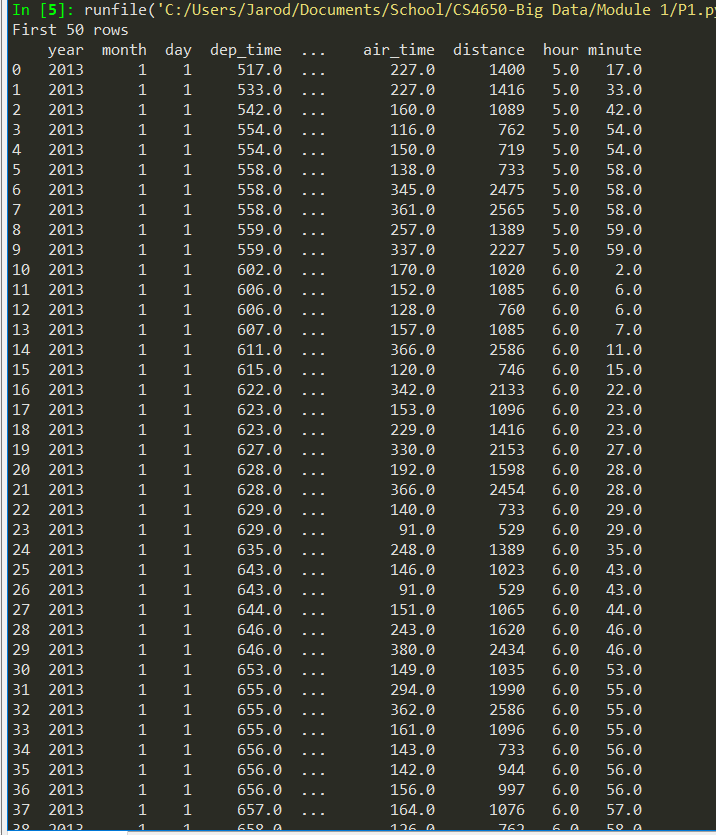 In [5]: runfile('C:/Users/Jarod/Documents/School/CS4650-Big Data/Module 1/P1.py
First 50 rows
year month day dep_time ... air_time distance hour minute
0 2013 1 1 517.0 ... 227.0 1400 5.0 17.0
1 2013 1 1 533.0 ... 227.0 1416 5.0 33.0
2 2013 1 1 542.0 ... 160.0 1089 5.0 42.0
3 2013 1 1 554.0 ... 116.0 762 5.0 54.0
4 2013 1 1 554.0 ... 150.0 719 5.0 54.0
5 2013 1 1 558.0 ... 138.0 733 5.0 58.0
6 2013 1 1 558.0 ... 345.0 2475 5.0 58.0
7 2013 1 1 558.0 ... 361.0 2565 5.0 58.0
8 2013 1 1 559.0 ... 257.0 1389 5.0 59.0
9 2013 1 1 559.0 ... 337.0 2227 5.0 59.0
10 2013 1 1 602.0 ... 170.0 1020 6.0 2.0
11 2013 1 1 606.0 ... 152.0 1085 6.0 6.0
12 2013 1 1 606.0 ... 128.0 760 6.0 6.0
13 2013 1 1 607.0 ... 157.0 1085 6.0 7.0
14 2013 1 1 611.0 ... 366.0 2586 6.0 11.0
15 2013 1 1 615.0 ... 120.0 746 6.0 15.0
16 2013 1 1 622.0 ... 342.0 2133 6.0 22.0
17 2013 1 1 623.0 ... 153.0 1096 6.0 23.0
18 2013 1 1 623.0 ... 229.0 1416 6.0 23.0
19 2013 1 1 627.0 ... 330.0 2153 6.0 27.0
20 2013 1 1 628.0 ... 192.0 1598 6.0 28.0
21 2013 1 1 628.0 ... 366.0 2454 6.0 28.0
22 2013 1 1 629.0 ... 140.0 733 6.0 29.0
23 2013 1 1 629.0 ... 91.0 529 6.0 29.0
24 2013 1 1 635.0 ... 248.0 1389 6.0 35.0
25 2013 1 1 643.0 ... 146.0 1023 6.0 43.0
26 2013 1 1 643.0 ... 91.0 529 6.0 43.0
27 2013 1 1 644.0 ... 151.0 1065 6.0 44.0
28 2013 1 1 646.0 ... 243.0 1620 6.0 46.0
29 2013 1 1 646.0 ... 380.0 2434 6.0 46.0
30 2013 1 1 653.0 ... 149.0 1035 6.0 53.0
31 2013 1 1 655.0 ... 294.0 1990 6.0 55.0
32 2013 1 1 655.0 ... 362.0 2586 6.0 55.0
33 2013 1 1 655.0 ... 161.0 1096 6.0 55.0
34 2013 1 1 656.0 ... 143.0 733 6.0 56.0
35 2013 1 1 656.0 ... 142.0 944 6.0 56.0
36 2013 1 1 656.0 ... 156.0 997 6.0 56.0
37 2013 1 1 657.0 ... 164.0 1076 6.0 57.0
38 2013 1 1 658.0 ... 126.0 762 6.0 58.0